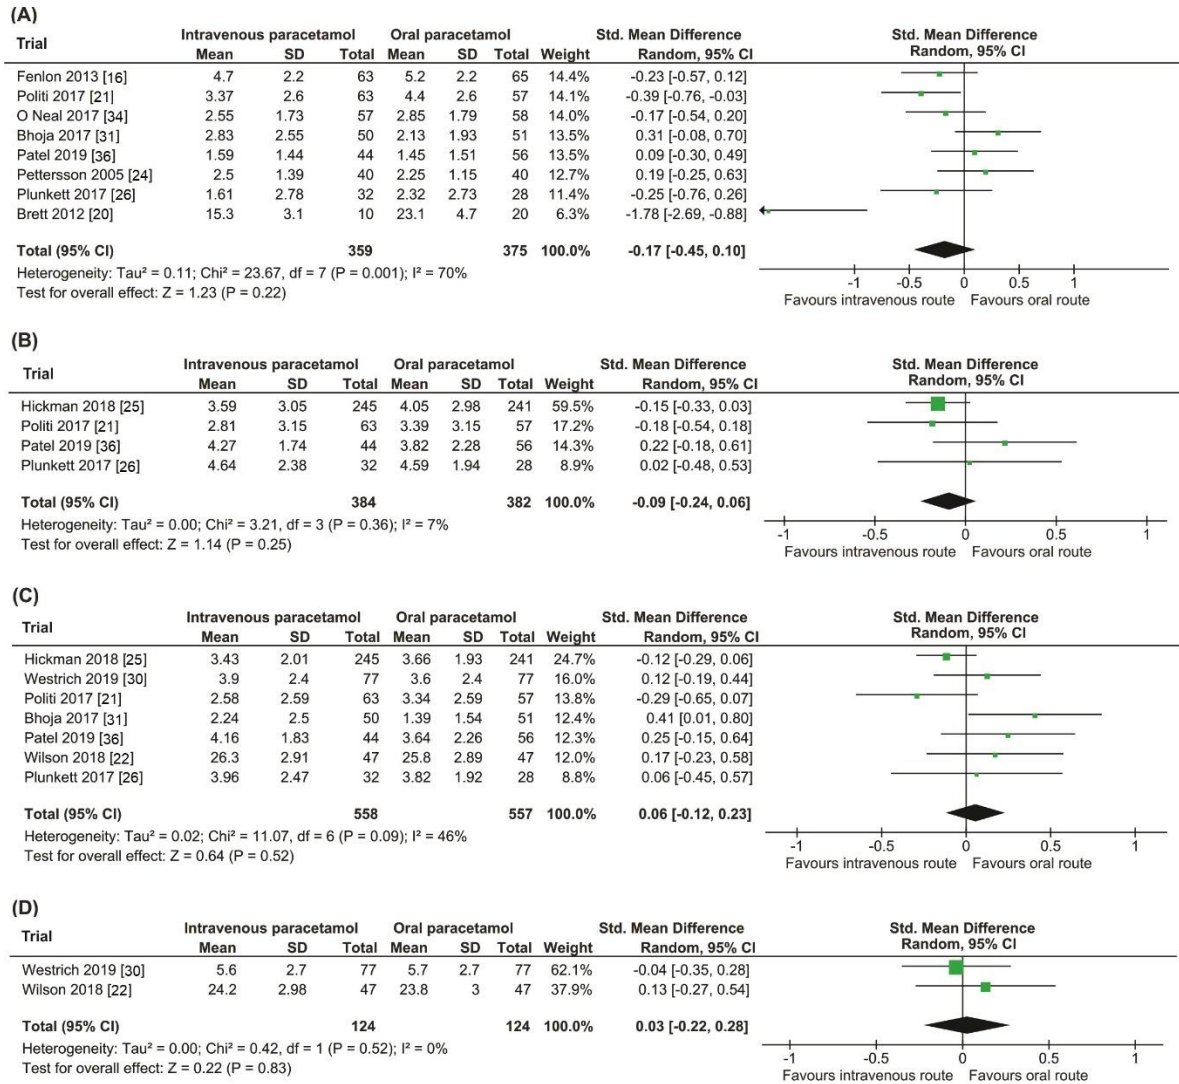 (A)
Trial Intravenous paracetamol Oral paracetamol Std. Mean Difference Std. Mean Difference
Mean SD Total Mean SD Total Weight Random, 95% CI Random, 95% CI
Fenlon 2013 [16] 4.7 2.2 63 5.2 2.2 65 14.4% -0.23 [-0.57, 0.12]
Politi 2017 [21] 3.37 2.6 63 4.4 2.6 57 14.1% -0.39 [-0.76, -0.03]
O Neal 2017 [34] 2.55 1.73 57 2.85 1.79 58 14.0% -0.17 [-0.54, 0.20]
Bhoja 2017 [31] 2.83 2.55 50 2.13 1.93 51 13.5% 0.31 [-0.08, 0.70]
Patel 2019 [36] 1.59 1.44 44 1.45 1.51 56 13.5% 0.09 [-0.30, 0.49]
Pettersson 2005 [24] 2.5 1.39 40 2.25 1.15 40 12.7% 0.19 [-0.25, 0.63]
Plunkett 2017 [26] 1.61 2.78 32 2.32 2.73 28 11.4% -0.25 [-0.76, 0.26]
Brett 2012 [20] 15.3 3.1 10 23.1 4.7 20 6.3% -1.78 [-2.69, -0.88]
Total (95% CI) 359 375 100.0% -0.17 [-0.45, 0.10]
Heterogeneity: Tau² = 0.11; Chi² = 23.67, df = 7 (P = 0.001); I² = 70%
Test for overall effect: Z = 1.23 (P = 0.22)
-1 -0.5 0 0.5 1
Favours intravenous route Favours oral route
(B)
Trial Intravenous paracetamol Oral paracetamol Std. Mean Difference Std. Mean Difference
Mean SD Total Mean SD Total Weight Random, 95% CI Random, 95% CI
Hickman 2018 [25] 3.59 3.05 245 4.05 2.98 241 59.5% -0.15 [-0.33, 0.03]
Politi 2017 [21] 2.81 3.15 63 3.39 3.15 57 17.2% -0.18 [-0.54, 0.18]
Patel 2019 [36] 4.27 1.74 44 3.82 2.28 56 14.3% 0.22 [-0.18, 0.61]
Plunkett 2017 [26] 4.64 2.38 32 4.59 1.94 28 8.9% 0.02 [-0.48, 0.53]
Total (95% CI) 384 382 100.0% -0.09 [-0.24, 0.06]
Heterogeneity: Tau² = 0.00; Chi² = 3.21, df = 3 (P = 0.36); I² = 7%
Test for overall effect: Z = 1.14 (P = 0.25)
-1 -0.5 0 0.5 1
Favours intravenous route Favours oral route
(C)
Trial Intravenous paracetamol Oral paracetamol Std. Mean Difference Std. Mean Difference
Mean SD Total Mean SD Total Weight Random, 95% CI Random, 95% CI
Hickman 2018 [25] 3.43 2.01 245 3.66 1.93 241 24.7% -0.12 [-0.29, 0.06]
Westrich 2019 [30] 3.9 2.4 77 3.6 2.4 77 16.0% 0.12 [-0.19, 0.44]
Politi 2017 [21] 2.58 2.59 63 3.34 2.59 57 13.8% -0.29 [-0.65, 0.07]
Bhoja 2017 [31] 2.24 2.5 50 1.39 1.54 51 12.4% 0.41 [0.01, 0.80]
Patel 2019 [36] 4.16 1.83 44 3.64 2.26 56 12.3% 0.25 [-0.15, 0.64]
Wilson 2018 [22] 26.3 2.91 47 25.8 2.89 47 12.0% 0.17 [-0.23, 0.58]
Plunkett 2017 [26] 3.96 2.47 32 3.82 1.92 28 8.8% 0.06 [-0.45, 0.57]
Total (95% CI) 558 557 100.0% 0.06 [-0.12, 0.23]
Heterogeneity: Tau² = 0.02; Chi² = 11.07, df = 6 (P = 0.09); I² = 46%
Test for overall effect: Z = 0.64 (P = 0.52)
-1 -0.5 0 0.5 1
Favours intravenous route Favours oral route
(D)
Trial Intravenous paracetamol Oral paracetamol Std. Mean Difference Std. Mean Difference
Mean SD Total Mean SD Total Weight Random, 95% CI Random, 95% CI
Westrich 2019 [30] 5.6 2.7 77 5.7 2.7 77 62.1% -0.04 [-0.35, 0.28]
Wilson 2018 [22] 24.2 2.98 47 23.8 3 47 37.9% 0.13 [-0.27, 0.54]
Total (95% CI) 124 124 100.0% 0.03 [-0.22, 0.28]
Heterogeneity: Tau² = 0.00; Chi² = 0.42, df = 1 (P = 0.52); I² = 0%
Test for overall effect: Z = 0.22 (P = 0.83)
-1 -0.5 0 0.5 1
Favours intravenous route Favours oral route